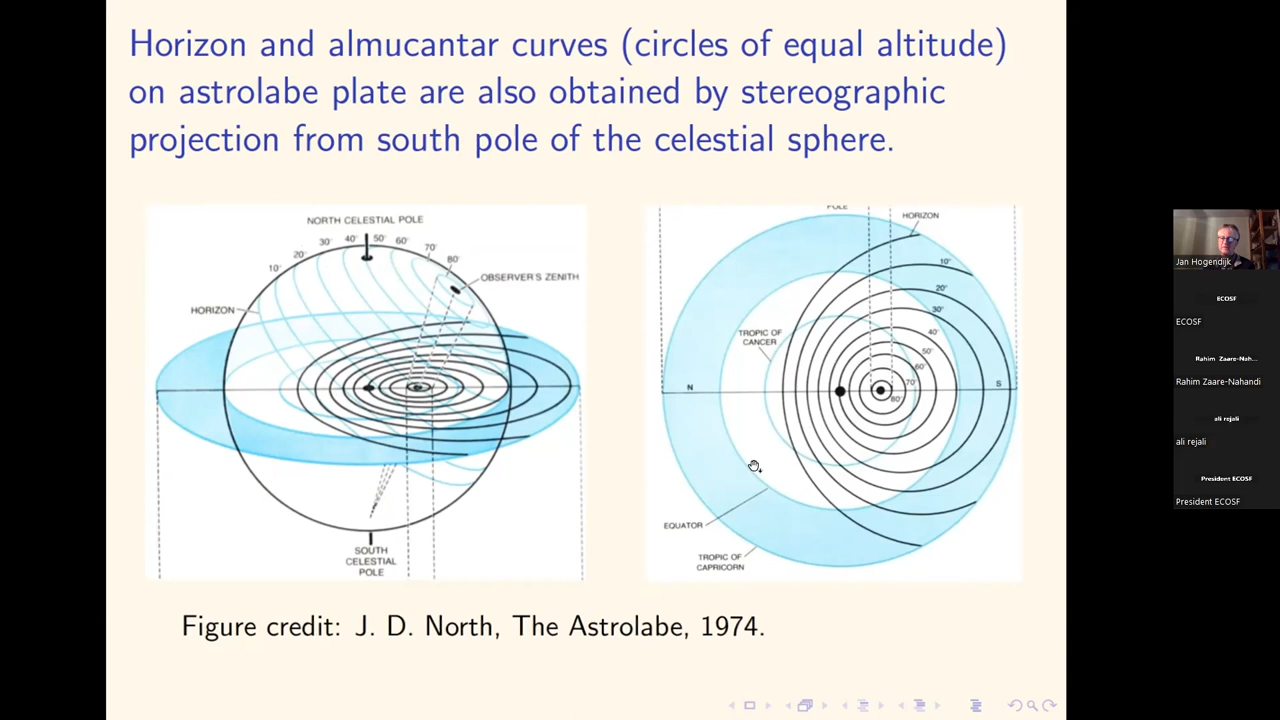 Horizon and almucantar curves (circles of equal altitude)
on astrolabe plate are also obtained by stereographic
projection from south pole of the celestial sphere.
NORTH CELESTIAL POLE
10°
20°
30°
40°
50°
60°
70°
80°
OBSERVER'S ZENITH
HORIZON
SOUTH
CELESTIAL
POLE
POLE
HORIZON
10°
20°
30°
40°
50°
60°
70°
80°
TROPIC OF
CANCER
N
S
EQUATOR
TROPIC OF
CAPRICORN
Figure credit: J. D. North, The Astrolabe, 1974.
Jan Hogendijk
ECOSF
ECOSF
Rahim Zaare-Nah...
Rahim Zaare-Nahandi
ali rejali
ali rejali
President ECOSF
President ECOSF